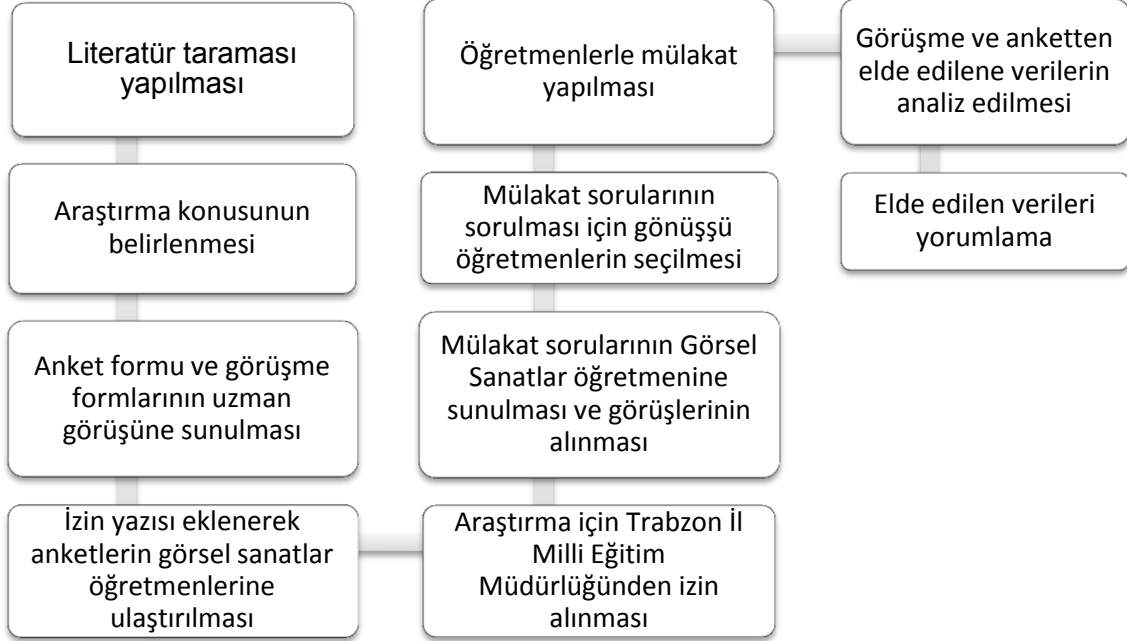 Literatür taraması
yapılması
Araştırma konusunun
belirlenmesi
Anket formu ve görüşme
formlarının uzman
görüşüne sunulması
İzin yazısı eklenerek
anketlerin görsel sanatlar
öğretmenlerine
ulaştırılması
Araştırma için Trabzon İl
Milli Eğitim
Müdürlüğünden izin
alınması
Mülakat sorularının Görsel
Sanatlar öğretmenine
sunulması ve görüşlerinin
alınması
Mülakat sorularının
sorulması için gönüşşü
öğretmenlerin seçilmesi
Öğretmenlerle mülakat
yapılması
Görüşme ve anketten
elde edilene verilerin
analiz edilmesi
Elde edilen verileri
yorumlama